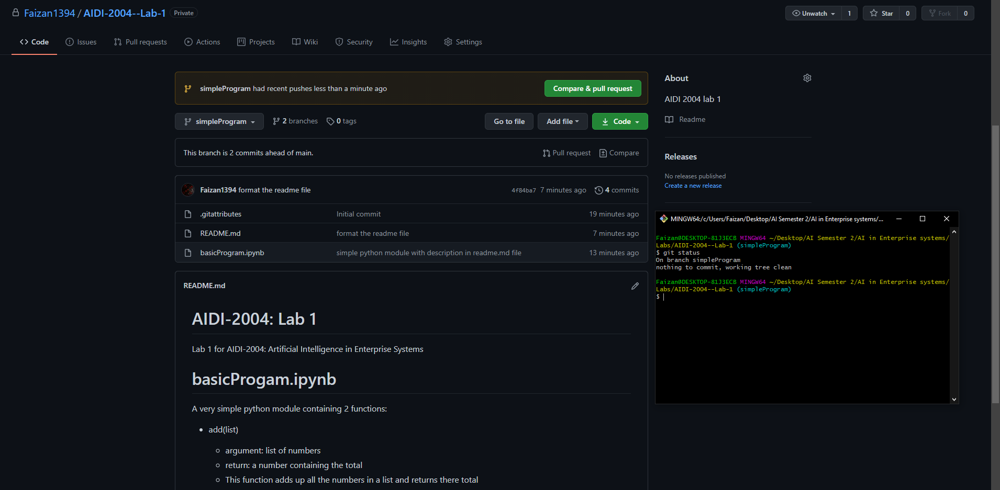 Faizan1394 / AIDI-2004--Lab-1 Private
Unwatch 1 Star 0 Fork 0
Code Issues Pull requests Actions Projects Wiki Security Insights Settings
simpleProgram had recent pushes less than a minute ago Compare & pull request
simpleProgram 2 branches 0 tags Go to file Add file Code
This branch is 2 commits ahead of main. Pull request Compare
Faizan1394 format the readme file 4f84ba7 7 minutes ago 4 commits
.gitattributes Initial commit 19 minutes ago
README.md format the readme file 7 minutes ago
basicProgram.ipynb simple python module with description in readme.md file 13 minutes ago
README.md
AIDI-2004: Lab 1
Lab 1 for AIDI-2004: Artificial Intelligence in Enterprise Systems
basicProgam.ipynb
A very simple python module containing 2 functions:
add(list)
argument: list of numbers
return: a number containing the total
This function adds up all the numbers in a list and returns there total
About
AIDI 2004 lab 1
Readme
Releases
No releases published
Create a new release
MINGW64:/c/Users/Faizan/Desktop/AI Semester 2/AI in Enterprise systems/...
Faizan@DESKTOP-81J3ECB MINGW64 ~/Desktop/AI Semester 2/AI in Enterprise systems/
Labs/AIDI-2004--Lab-1 (simpleProgram)
$ git status
On branch simpleProgram
nothing to commit, working tree clean
Faizan@DESKTOP-81J3ECB MINGW64 ~/Desktop/AI Semester 2/AI in Enterprise systems/
Labs/AIDI-2004--Lab-1 (simpleProgram)
$